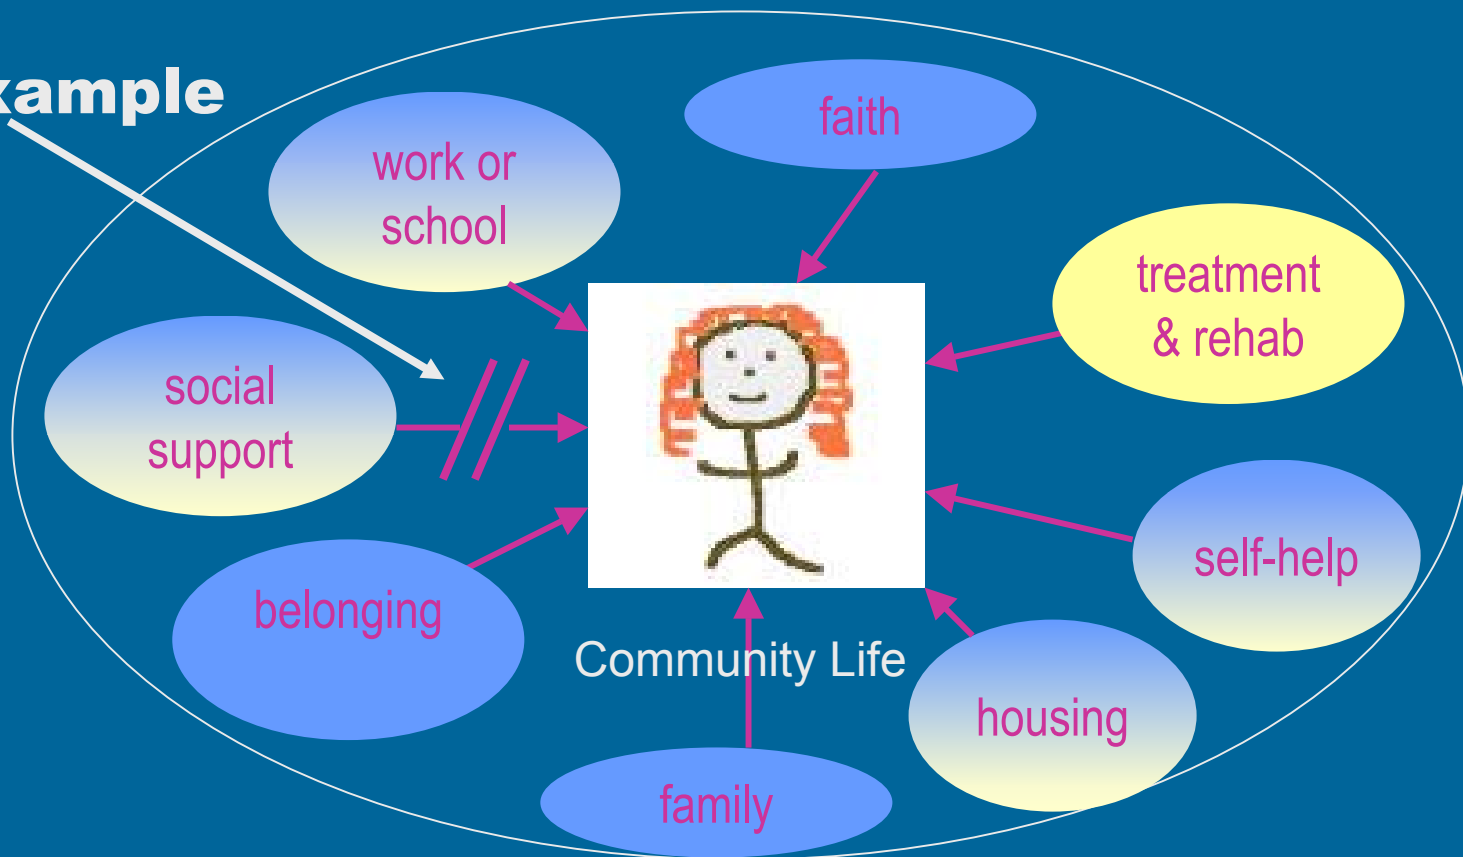 xample
faith
work or
school
treatment
& rehab
social
support
self-help
belonging
Community Life
housing
family